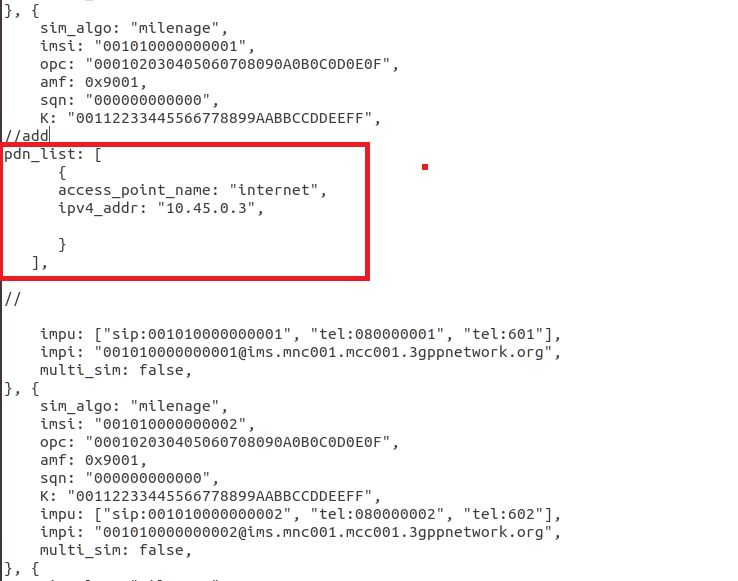 }, {
    sim_algo: "milenage",
    imsi: "001010000000001",
    opc: "000102030405060708090A0B0C0D0E0F",
    amf: 0x9001,
    sqn: "000000000000",
    K: "00112233445566778899AABBCCDDEEFF",
//add
pdn_list: [
      {
      access_point_name: "internet",
      ipv4_addr: "10.45.0.3",
      }
   ],
//
    impu: ["sip:001010000000001", "tel:080000001", "tel:601"],
    impi: "001010000000001@ims.mnc001.mcc001.3gppnetwork.org",
    multi_sim: false,
}, {
    sim_algo: "milenage",
    imsi: "001010000000002",
    opc: "000102030405060708090A0B0C0D0E0F",
    amf: 0x9001,
    sqn: "000000000000",
    K: "00112233445566778899AABBCCDDEEFF",
    impu: ["sip:001010000000002", "tel:080000002", "tel:602"],
    impi: "001010000000002@ims.mnc001.mcc001.3gppnetwork.org",
    multi_sim: false,
}, {